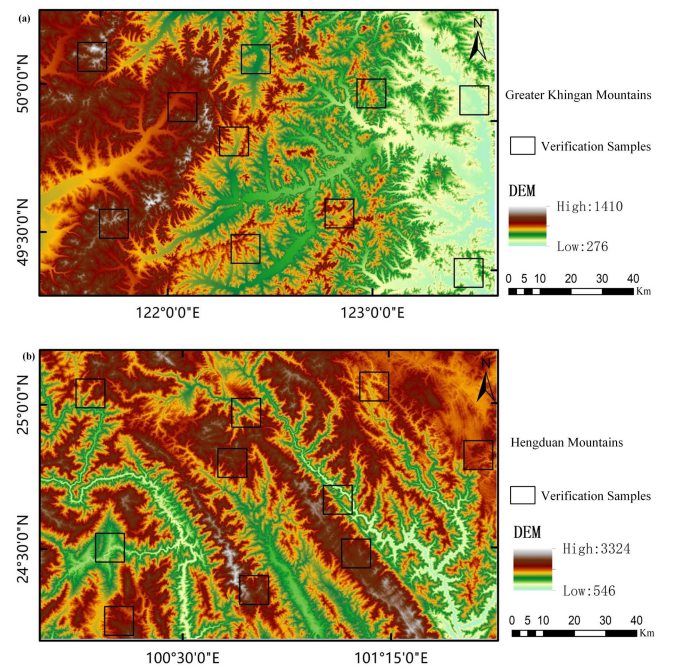 (a)
N
50°0'0"N
49°30'0"N
122°0'0"E
123°0'0"E
Greater Khingan Mountains
Verification Samples
DEM
High:1410
Low:276
0 5 10 20 30 40
Km
(b)
N
25°0'0"N
24°30'0"N
100°30'0"E
101°15'0"E
Hengduan Mountains
Verification Samples
DEM
High:3324
Low:546
0 5 10 20 30 40
Km